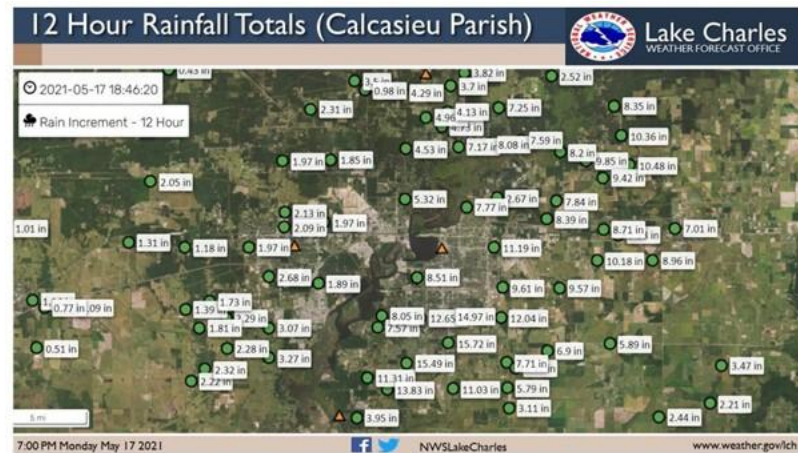 12 Hour Rainfall Totals (Calcasieu Parish)
NATIONAL WEATHER SERVICE
Lake Charles
WEATHER FORECAST OFFICE
2021-05-17 18:46:20
Rain Increment - 12 Hour
0.43 in
3.5
0.98 in
4.29 in
3.82 in
3.7 in
2.52 in
2.31 in
4.96
4.13 in
4.73
7.25 in
8.35 in
7.59 in
10.36 in
1.97 in
1.85 in
4.53 in
7.17
8.08 in
8.2 in
9.85 in
10.48 in
9.42 in
2.05 in
5.32 in
7.77 in
2.67 in
7.84 in
8.39 in
2.13 in
2.09 in
1.97 in
1.01 in
1.31 in
1.18 in
1.97 in
11.19 in
8.71 in
7.01 in
10.18 in
8.96 in
2.68 in
1.89 in
8.51 in
9.61 in
9.57 in
0.77 in
.09 in
1.39
1.73 in
3.29 in
8.05 in
7.57
12.65
14.97 in
12.04 in
1.81 in
3.07 in
0.51 in
2.28 in
3.27 in
15.72 in
5.89 in
6.9 in
2.32 in
2.22
15.49 in
7.71 in
3.47 in
11.31 in
13.83 in
11.03 in
5.79 in
3.95 in
3.11 in
2.44 in
2.21 in
5 mi
7:00 PM Monday May 17 2021
NWSLakeCharles
www.weather.gov/lch